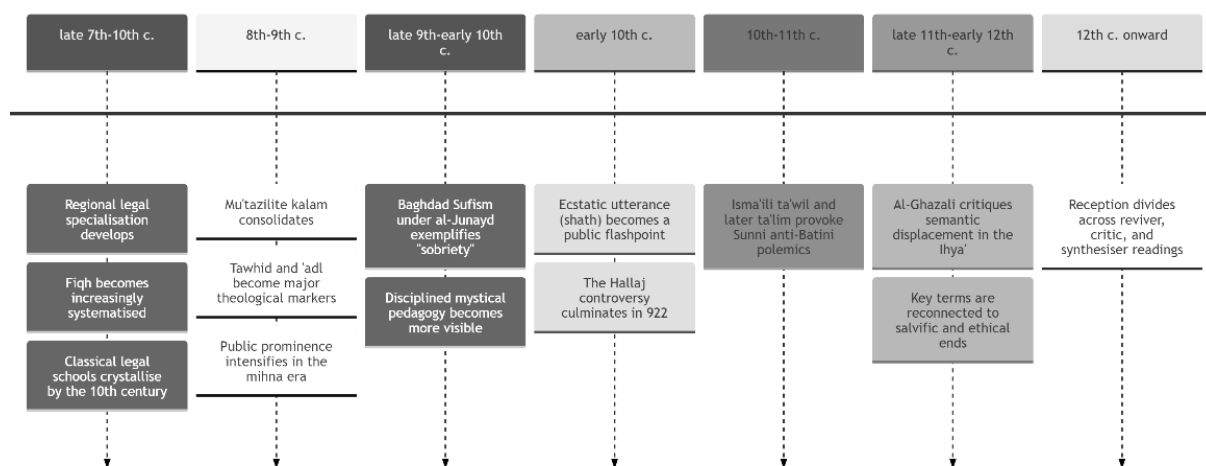 late 7th-10th c.
8th-9th c.
late 9th-early 10th
c.
early 10th c.
10th-11th c.
late 11th-early 12th
c.
12th c. onward
Regional legal
specialisation
develops
Fiqh becomes
increasingly
systematised
Classical legal
schools crystallise
by the 10th century
Mu'tazilite kalam
consolidates
Tawhid and 'adl
become major
theological markers
Public prominence
intensifies in the
mihna era
Baghdad Sufism
under al-Junayd
exemplifies
"sobriety"
Disciplined mystical
pedagogy becomes
more visible
Ecstatic utterance
(shath) becomes a
public flashpoint
The Hallaj
controversy
culminates in 922
Isma'ili ta'wil and
later ta'lim provoke
Sunni anti-Batini
polemics
Al-Ghazali critiques
semantic
displacement in the
Ihya'
Key terms are
reconnected to
salvific and ethical
ends
Reception divides
across reviver,
critic, and
synthesiser readings